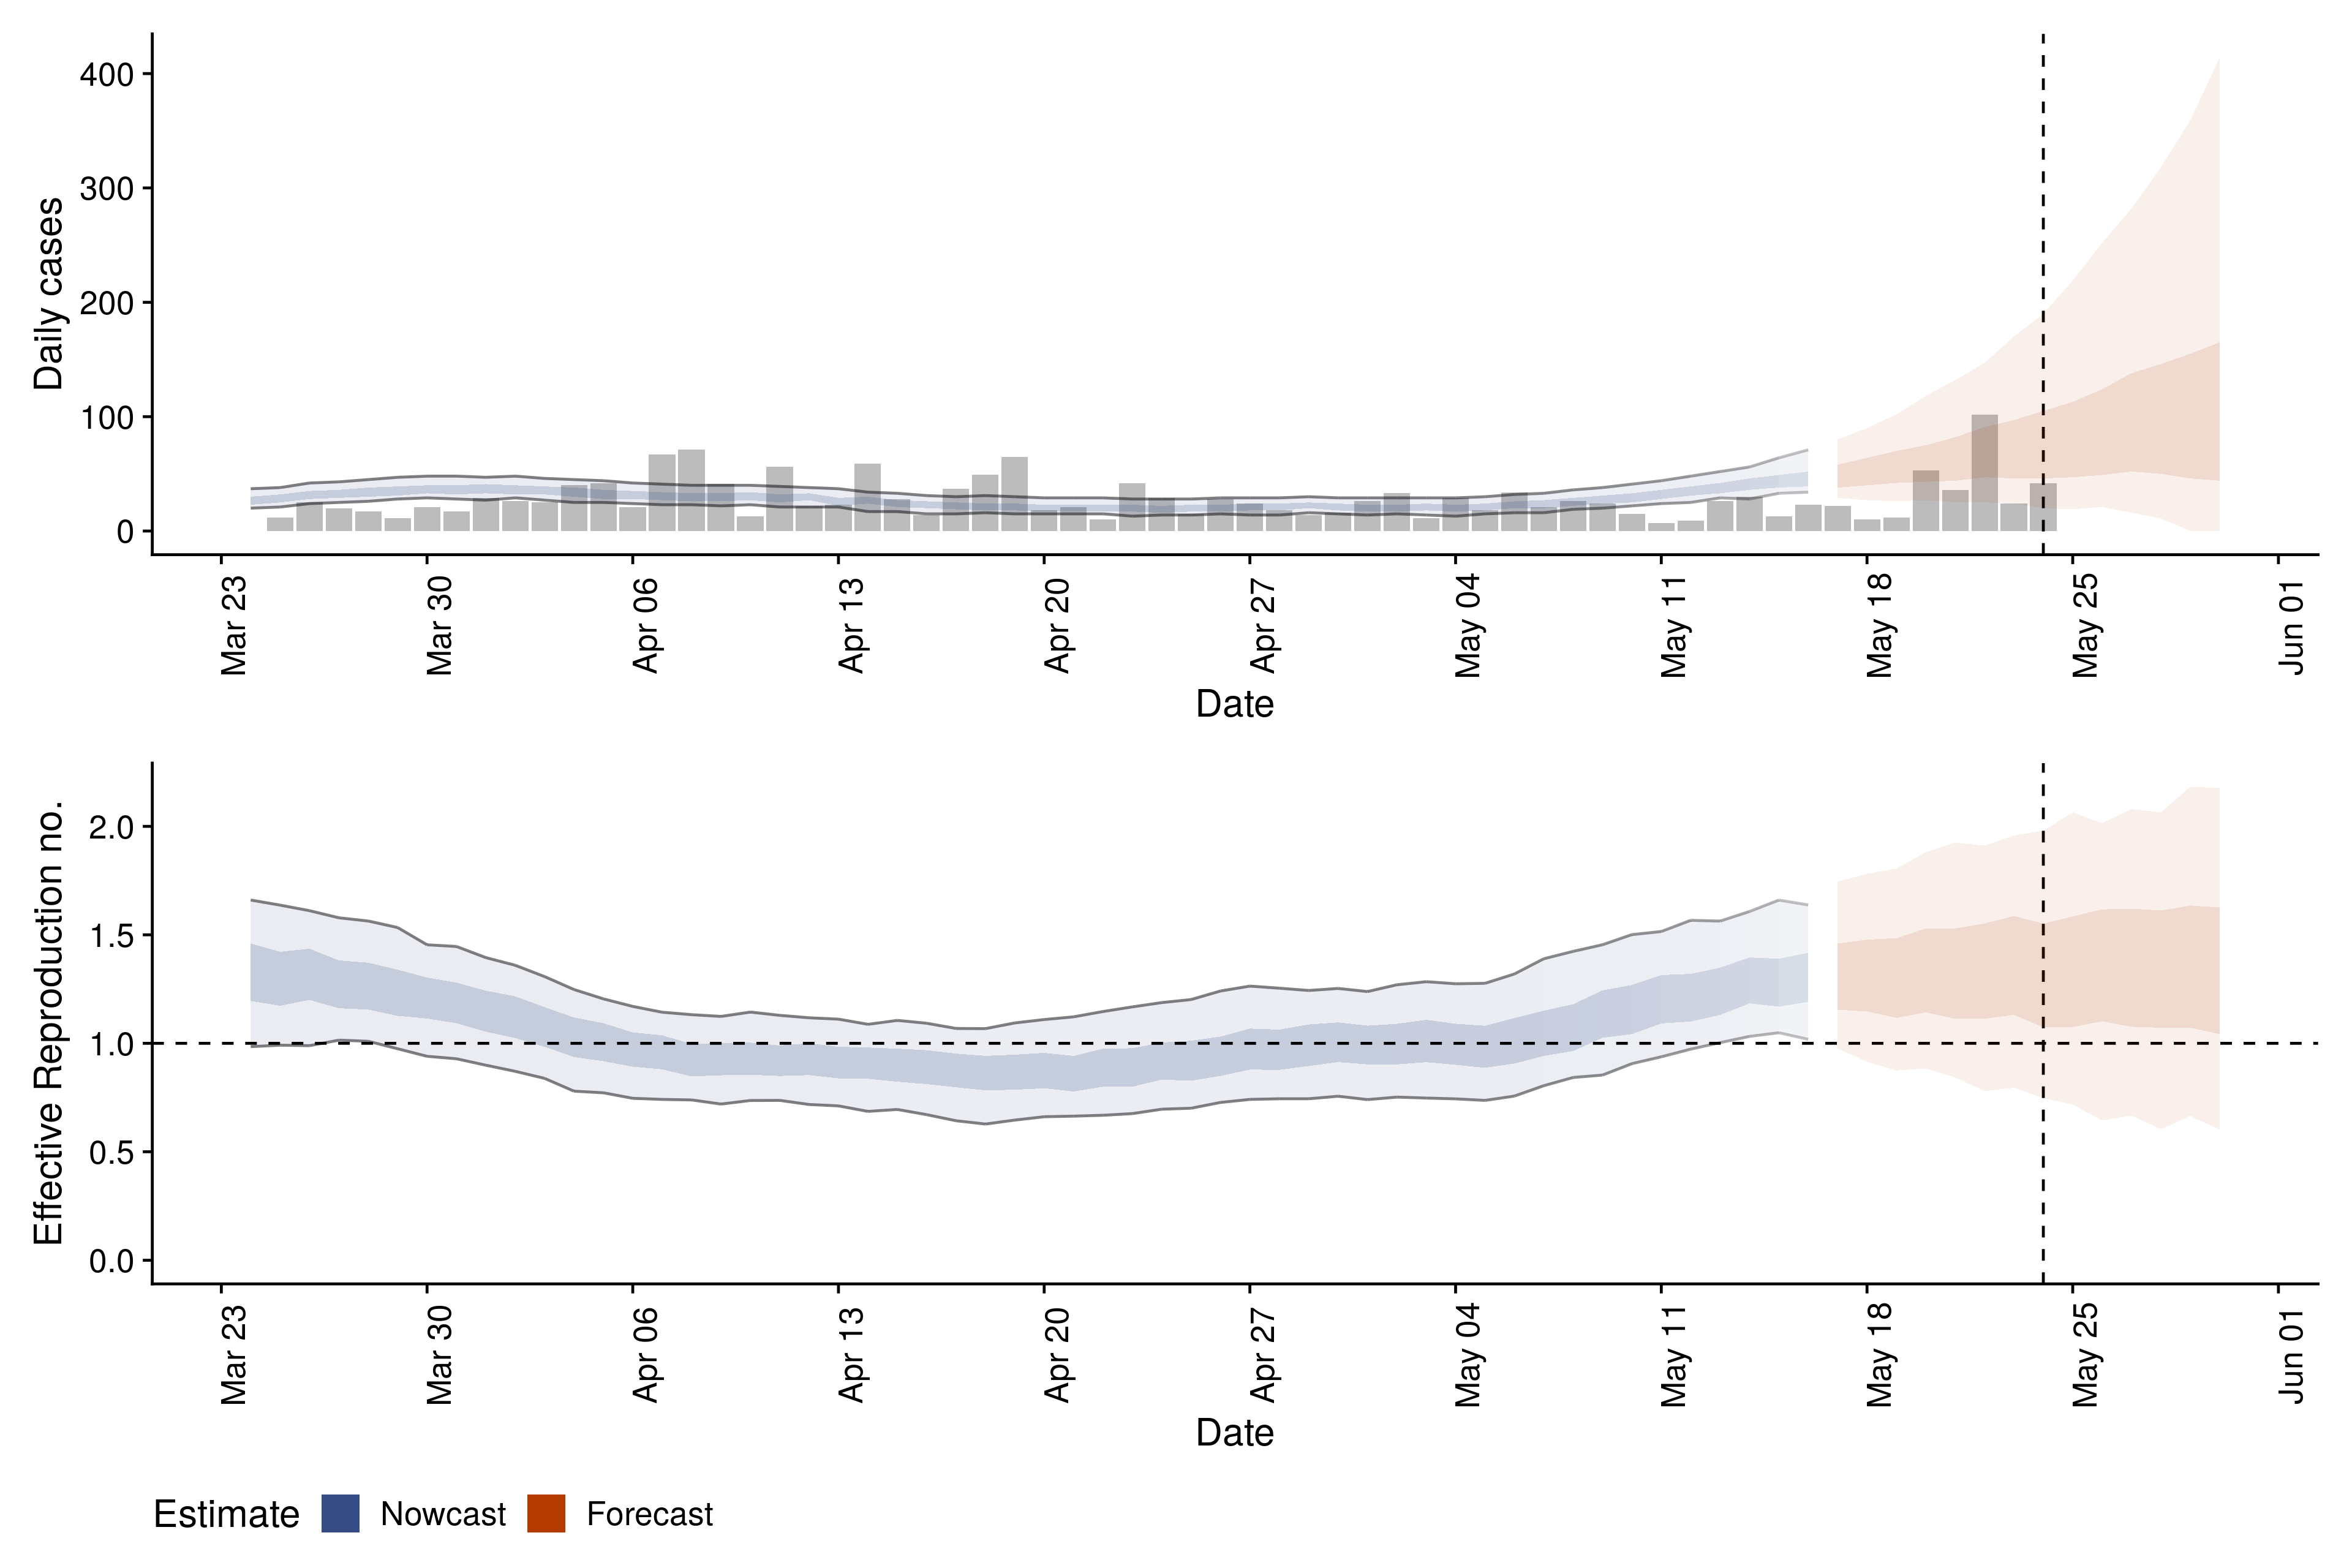 400
300
200
100
0
Daily cases
Mar 23
Mar 30
Apr 06
Apr 13
Apr 20
Apr 27
May 04
May 11
May 18
May 25
Jun 01
Date
2.0
1.5
1.0
0.5
0.0
Effective Reproduction no.
Mar 23
Mar 30
Apr 06
Apr 13
Apr 20
Apr 27
May 04
May 11
May 18
May 25
Jun 01
Date
Estimate Nowcast Forecast